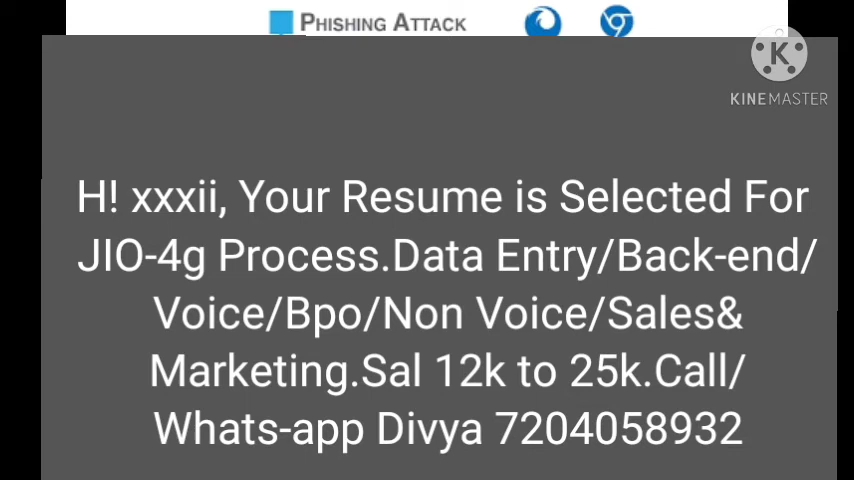 PHISHING ATTACK
KINEMASTER
H! xxxii, Your Resume is Selected For
JIO-4g Process.Data Entry/Back-end/
Voice/Bpo/Non Voice/Sales&
Marketing.Sal 12k to 25k.Call/
Whats-app Divya 7204058932